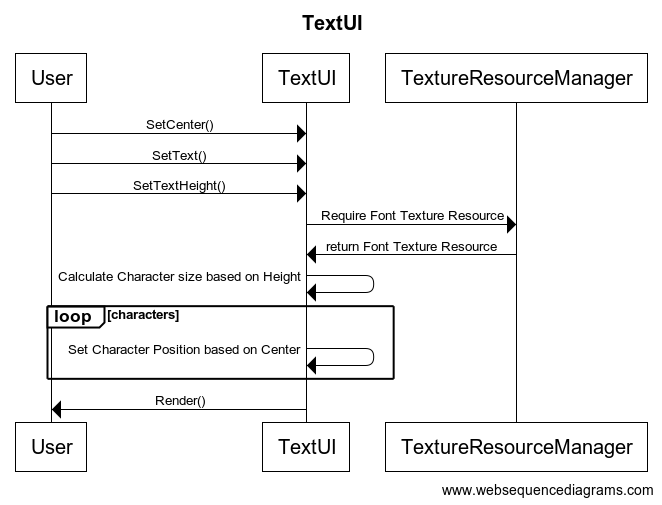 TextUI
User
TextUI
TextureResourceManager
SetCenter()
SetText()
SetTextHeight()
Require Font Texture Resource
return Font Texture Resource
Calculate Character size based on Height
loop [characters]
Set Character Position based on Center
Render()
User
TextUI
TextureResourceManager
www.websequencediagrams.com